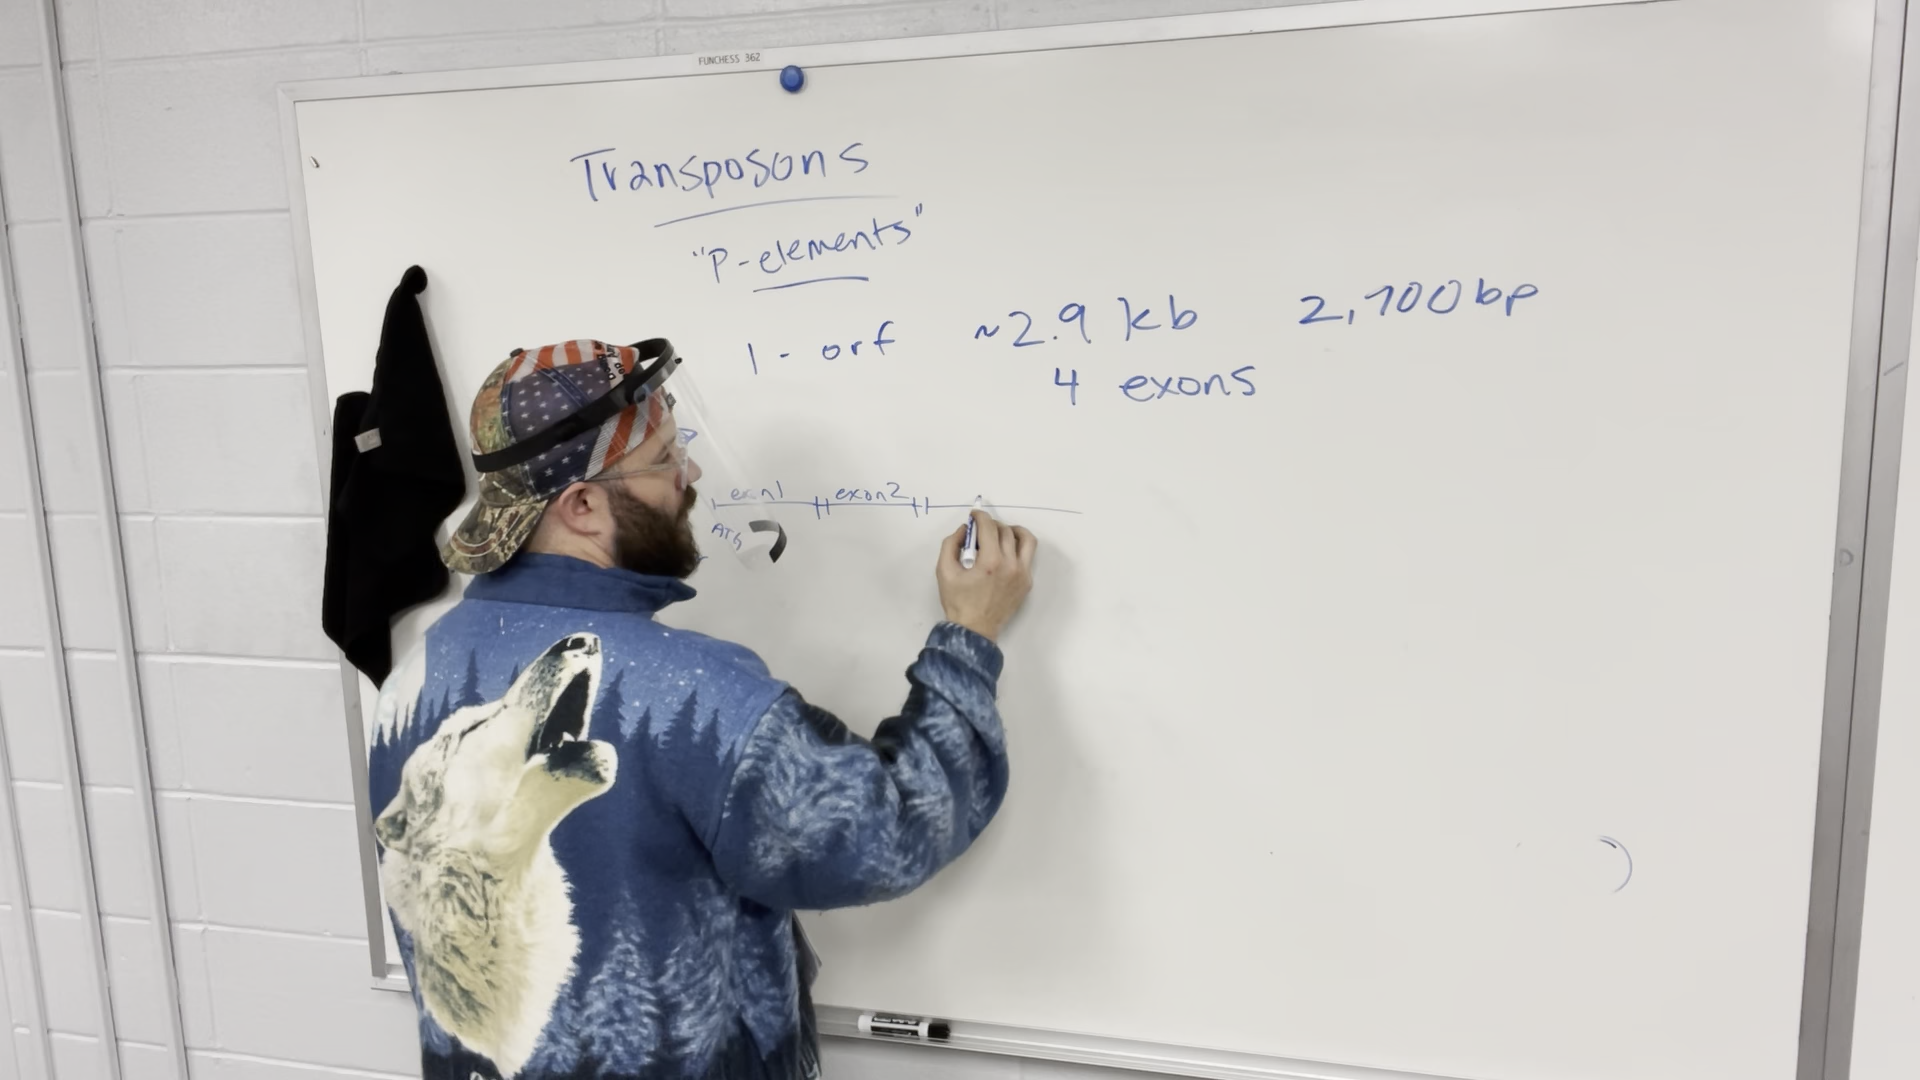 FUNCHESS 362
Transposons
"P-elements"
1 - orf ~2.9 kb 2,700 bp
4 exons
exon1 exon2
ATG